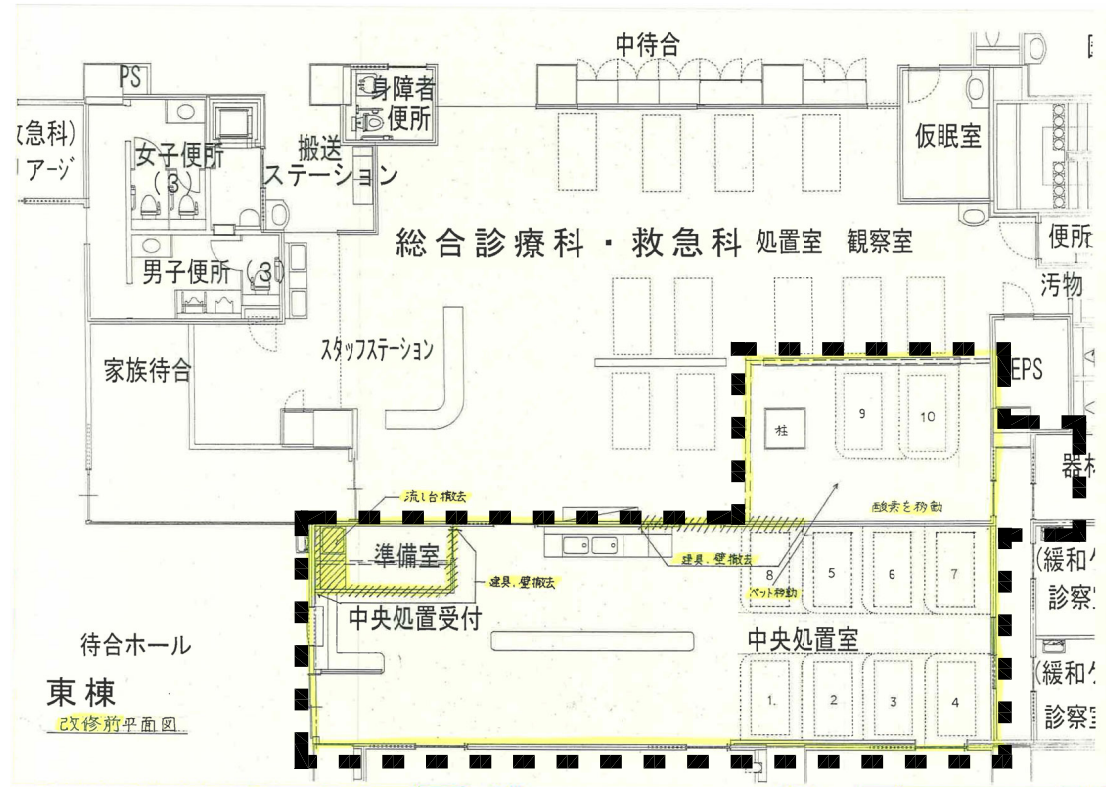 中待合
PS
身障者
便所
女子便所
(3)
搬送
ステーション
仮眠室
救急科)
リアージ
総合診療科・救急科 処置室 観察室
便所
汚物
男子便所 (3)
スタッフステーション
家族待合
EPS
9
10
柱
器材
流し台撤去
酸素を移動
準備室
建具、壁撤去
建具、壁撤去
8
5
6
7
ベット移動
(緩和ケ
診察
中央処置受付
中央処置室
待合ホール
東棟
改修前平面図
1.
2
3
4
(緩和ケ
診察室